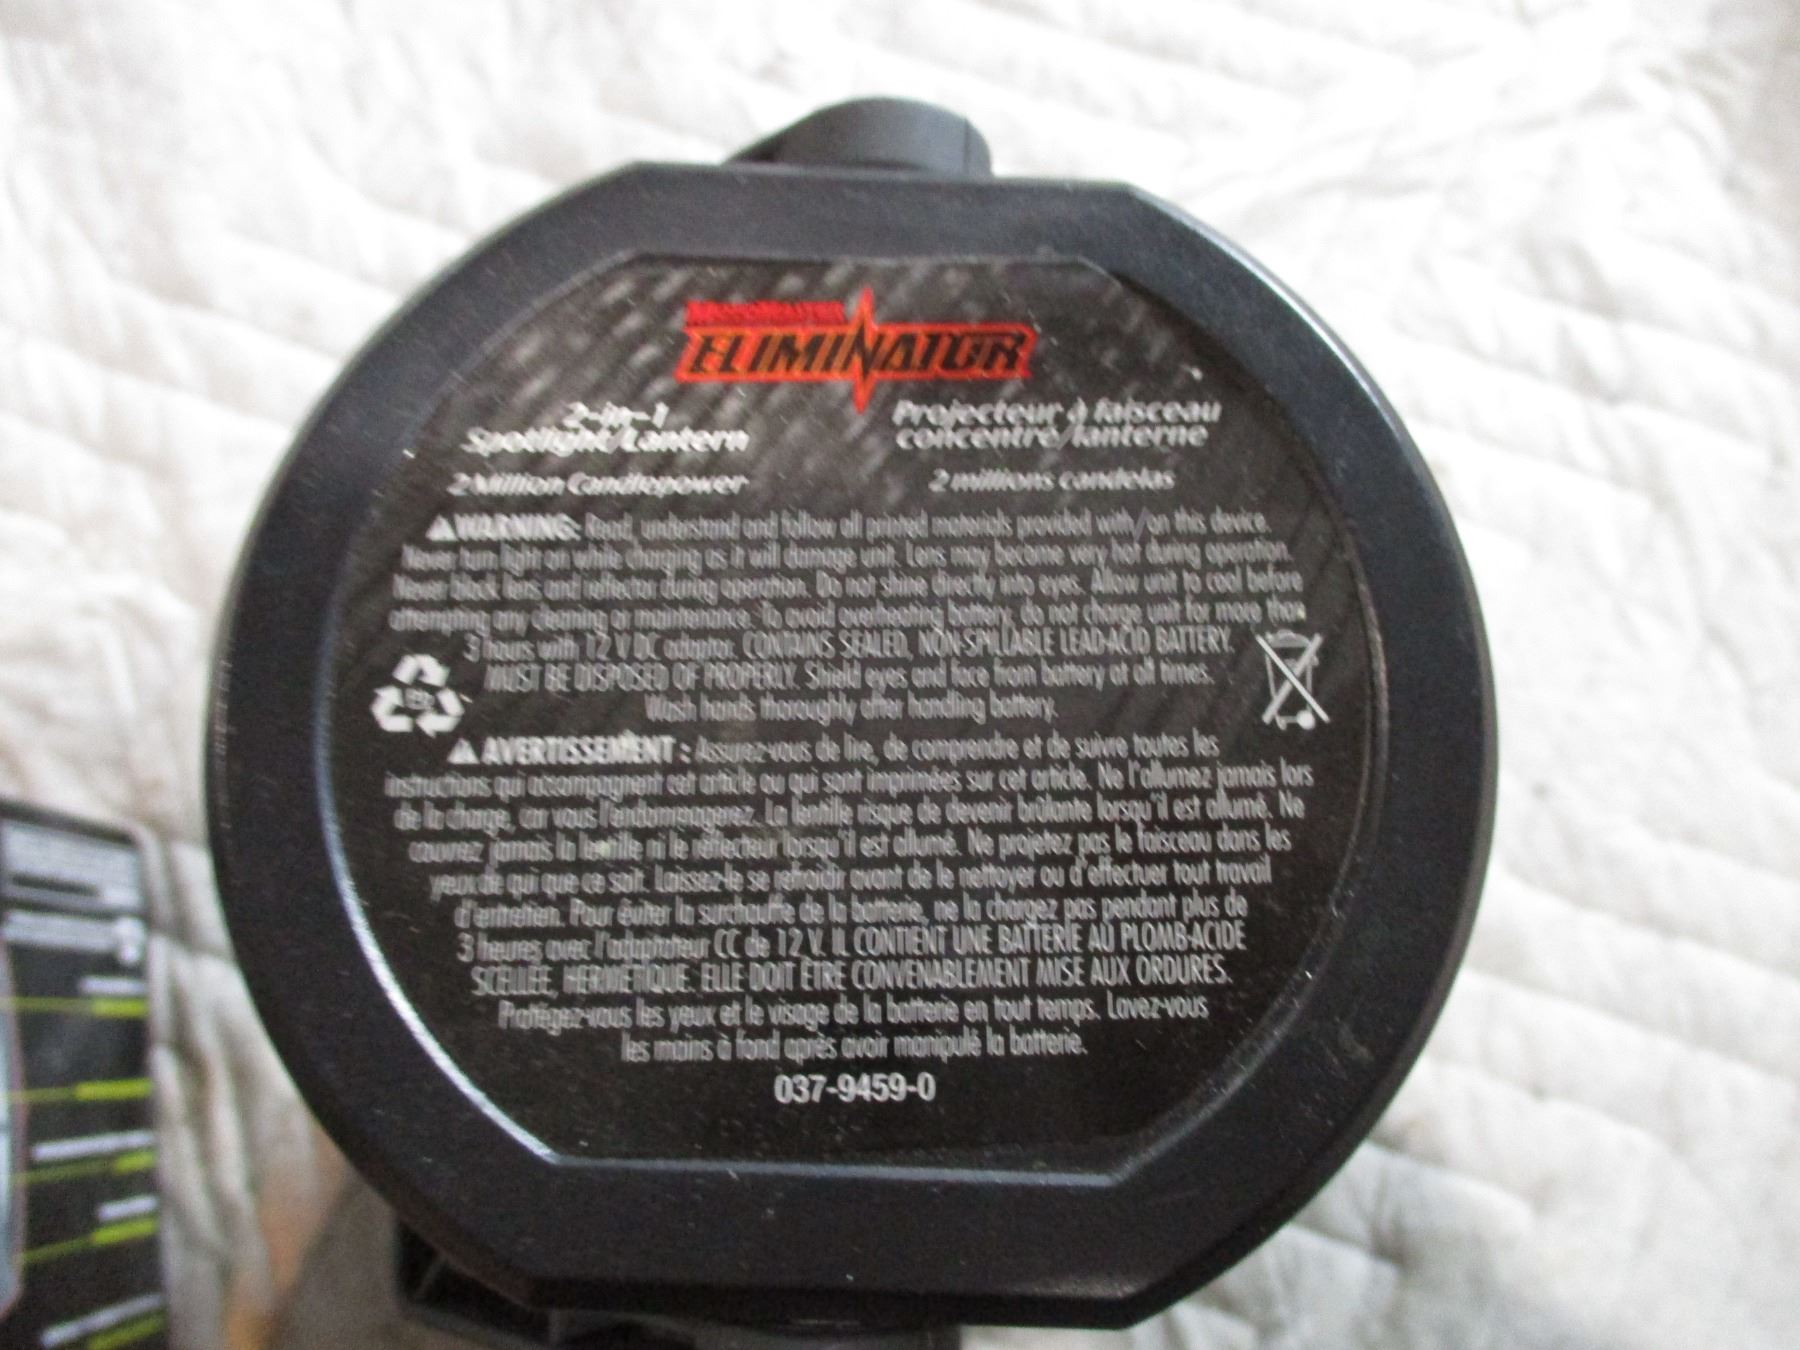 MotoMaster
ELIMINATOR
2-in-1
Spotlight/Lantern
2 Million Candlepower
Projecteur à faisceau
concentré/lanterne
2 millions candelas
WARNING: Read, understand and follow all printed materials provided with/on this device.
Never turn light on while charging as it will damage unit. Lens may become very hot during operation.
Never block lens and reflector during operation. Do not shine directly into eyes. Allow unit to cool before
attempting any cleaning or maintenance. To avoid overheating battery, do not charge unit for more than
3 hours with 12 V DC adaptor. CONTAINS SEALED, NON-SPILLABLE LEAD-ACID BATTERY.
MUST BE DISPOSED OF PROPERLY. Shield eyes and face from battery at all times.
Wash hands thoroughly after handling battery.
AVERTISSEMENT : Assurez-vous de lire, de comprendre et de suivre toutes les
instructions qui accompagnent cet article ou qui sont imprimées sur cet article. Ne l'allumez jamais lors
de la charge, car vous l'endommagerez. La lentille risque de devenir brûlante lorsqu'il est allumé. Ne
couvrez jamais la lentille ni le réflecteur lorsqu'il est allumé. Ne projetez pas le faisceau dans les
yeux de qui que ce soit. Laissez-le se refroidir avant de le nettoyer ou d'effectuer tout travail
d'entretien. Pour éviter la surchauffe de la batterie, ne la chargez pas pendant plus de
3 heures avec l'adaptateur CC de 12 V. IL CONTIENT UNE BATTERIE AU PLOMB-ACIDE
SCELLÉE, HERMÉTIQUE. ELLE DOIT ÊTRE CONVENABLEMENT MISE AUX ORDURES.
Protégez-vous les yeux et le visage de la batterie en tout temps. Lavez-vous
les mains à fond après avoir manipulé la batterie.
037-9459-0